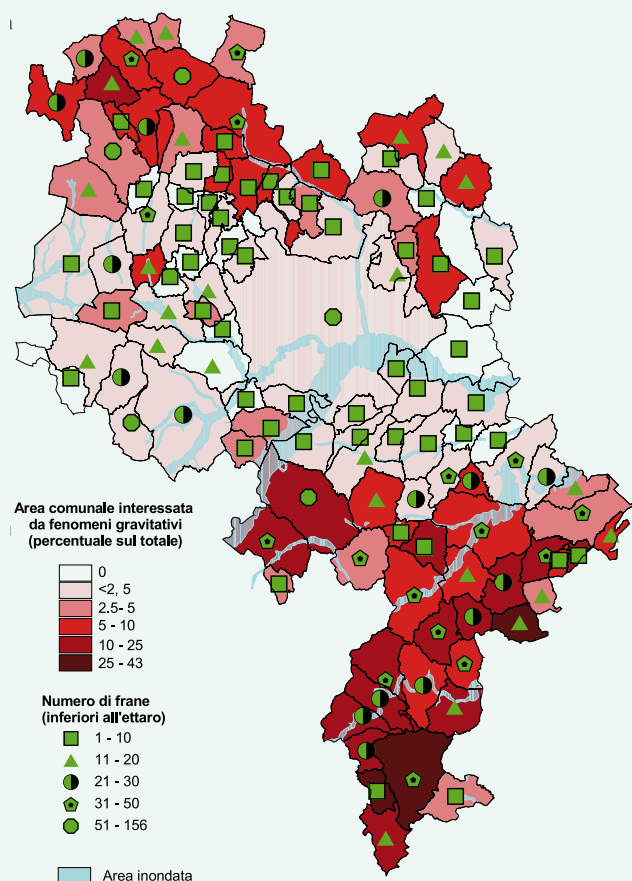 Area comunale interessata
da fenomeni gravitativi
(percentuale sul totale)
0
<2, 5
2.5- 5
5 - 10
10 - 25
25 - 43
Numero di frane
(inferiori all'ettaro)
1 - 10
11 - 20
21 - 30
31 - 50
51 - 156
Area inondata